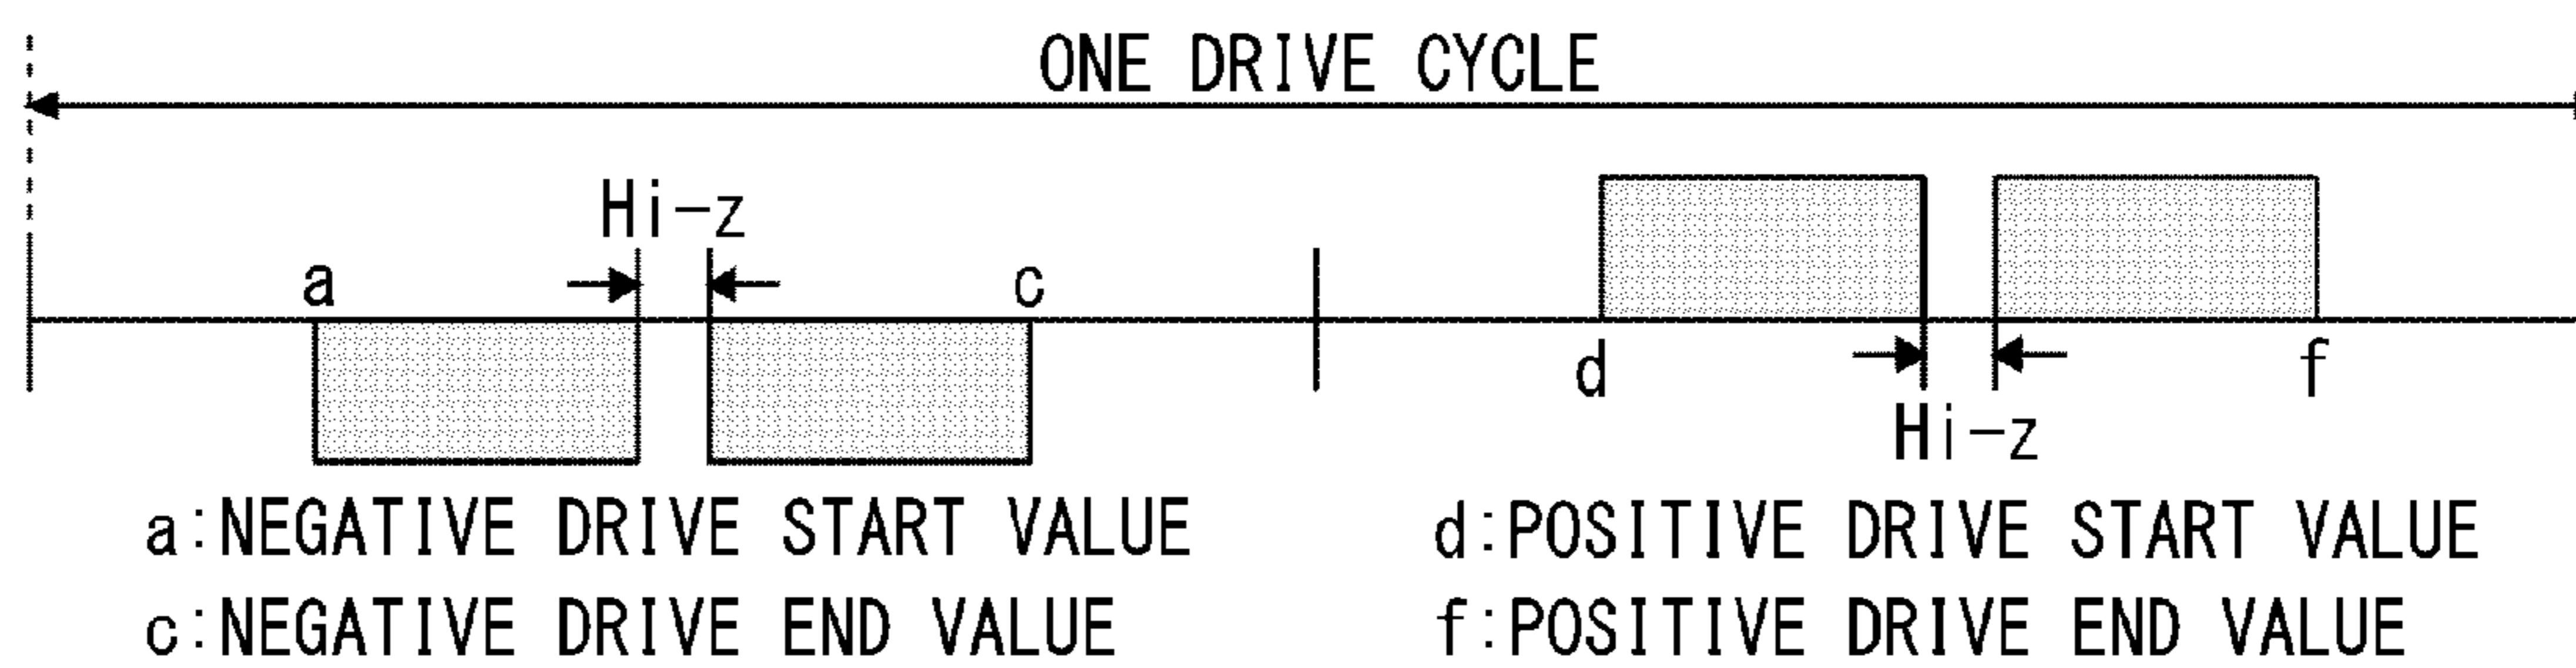 ONE DRIVE CYCLE
Hi-z
a
c
d
f
Hi-z
a:NEGATIVE DRIVE START VALUE
c:NEGATIVE DRIVE END VALUE
d:POSITIVE DRIVE START VALUE
f:POSITIVE DRIVE END VALUE